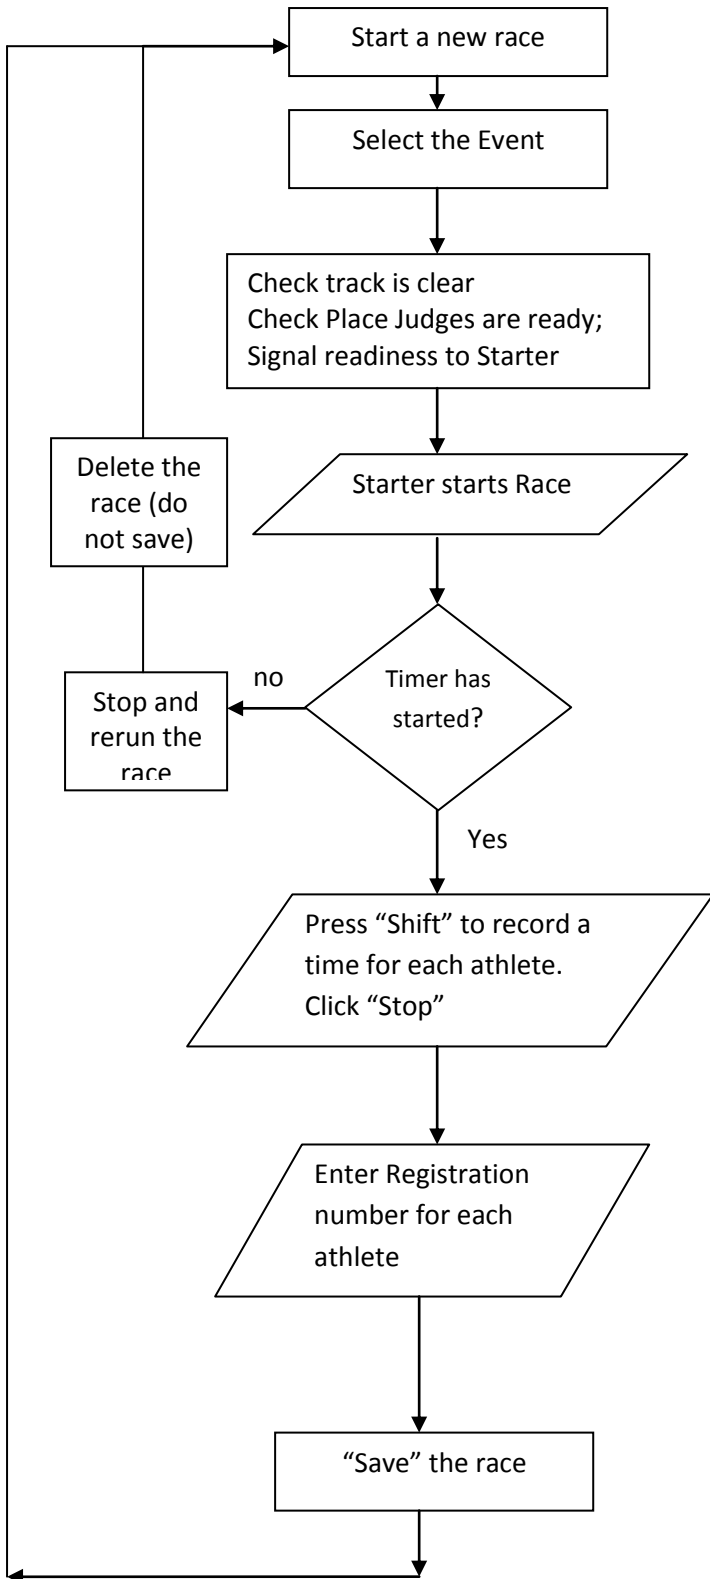 Start a new race
Select the Event
Check track is clear
Check Place Judges are ready;
Signal readiness to Starter
Starter starts Race
Delete the
race (do
not save)
Timer has
started?
no
Stop and
rerun the
race
Yes
Press “Shift” to record a
time for each athlete.
Click “Stop”
Enter Registration
number for each
athlete
“Save” the race